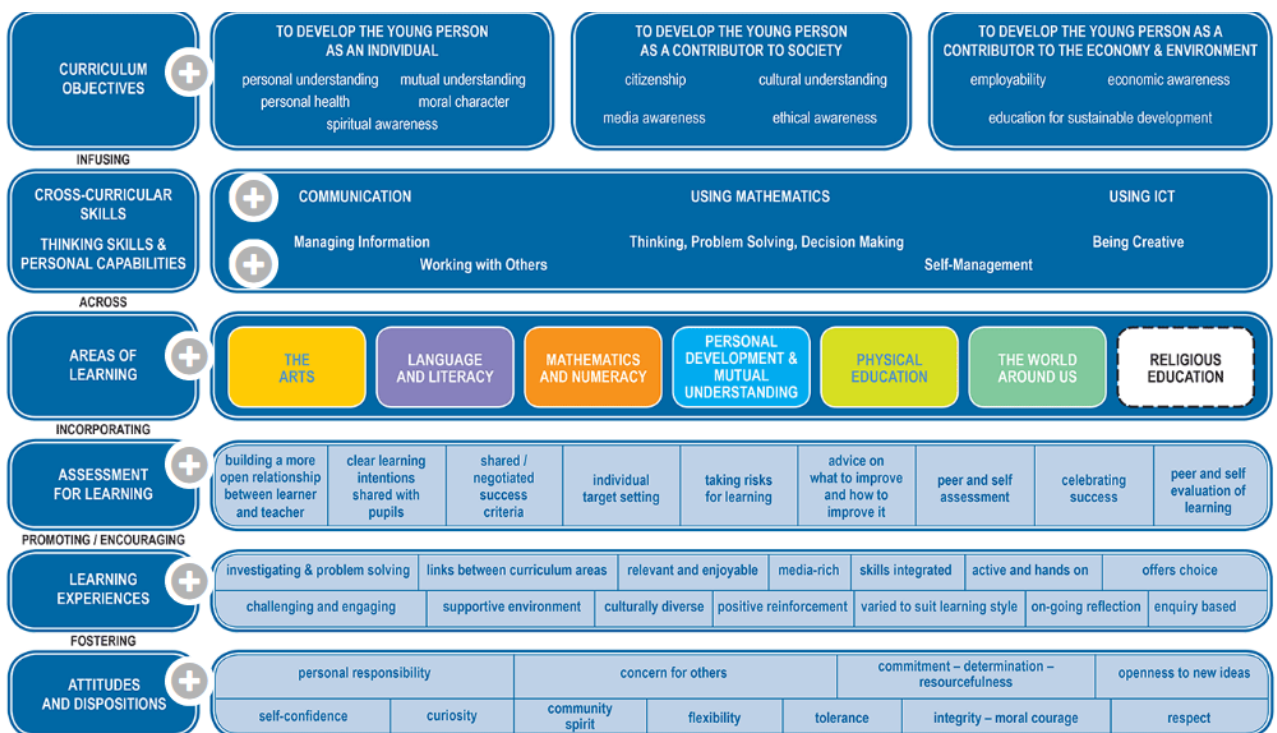 CURRICULUM
OBJECTIVES
TO DEVELOP THE YOUNG PERSON
AS AN INDIVIDUAL
personal understanding mutual understanding
personal health moral character
spiritual awareness
TO DEVELOP THE YOUNG PERSON
AS A CONTRIBUTOR TO SOCIETY
citizenship cultural understanding
media awareness ethical awareness
TO DEVELOP THE YOUNG PERSON AS A
CONTRIBUTOR TO THE ECONOMY & ENVIRONMENT
employability economic awareness
education for sustainable development
INFUSING
CROSS-CURRICULAR
SKILLS
THINKING SKILLS &
PERSONAL CAPABILITIES
COMMUNICATION USING MATHEMATICS USING ICT
Managing Information Thinking, Problem Solving, Decision Making Being Creative
Working with Others Self-Management
ACROSS
AREAS OF
LEARNING
THE
ARTS
LANGUAGE
AND LITERACY
MATHEMATICS
AND NUMERACY
PERSONAL
DEVELOPMENT &
MUTUAL
UNDERSTANDING
PHYSICAL
EDUCATION
THE WORLD
AROUND US
RELIGIOUS
EDUCATION
INCORPORATING
ASSESSMENT
FOR LEARNING
building a more
open relationship
between learner
and teacher
clear learning
intentions
shared with
pupils
shared /
negotiated
success
criteria
individual
target setting
taking risks
for learning
advice on
what to improve
and how to
improve it
peer and self
assessment
celebrating
success
peer and self
evaluation of
learning
PROMOTING / ENCOURAGING
LEARNING
EXPERIENCES
investigating & problem solving links between curriculum areas relevant and enjoyable media-rich skills integrated active and hands on offers choice
challenging and engaging supportive environment culturally diverse positive reinforcement varied to suit learning style on-going reflection enquiry based
FOSTERING
ATTITUDES
AND DISPOSITIONS
personal responsibility
concern for others
commitment – determination –
resourcefulness
openness to new ideas
self-confidence
curiosity
community
spirit
flexibility
tolerance
integrity – moral courage
respect